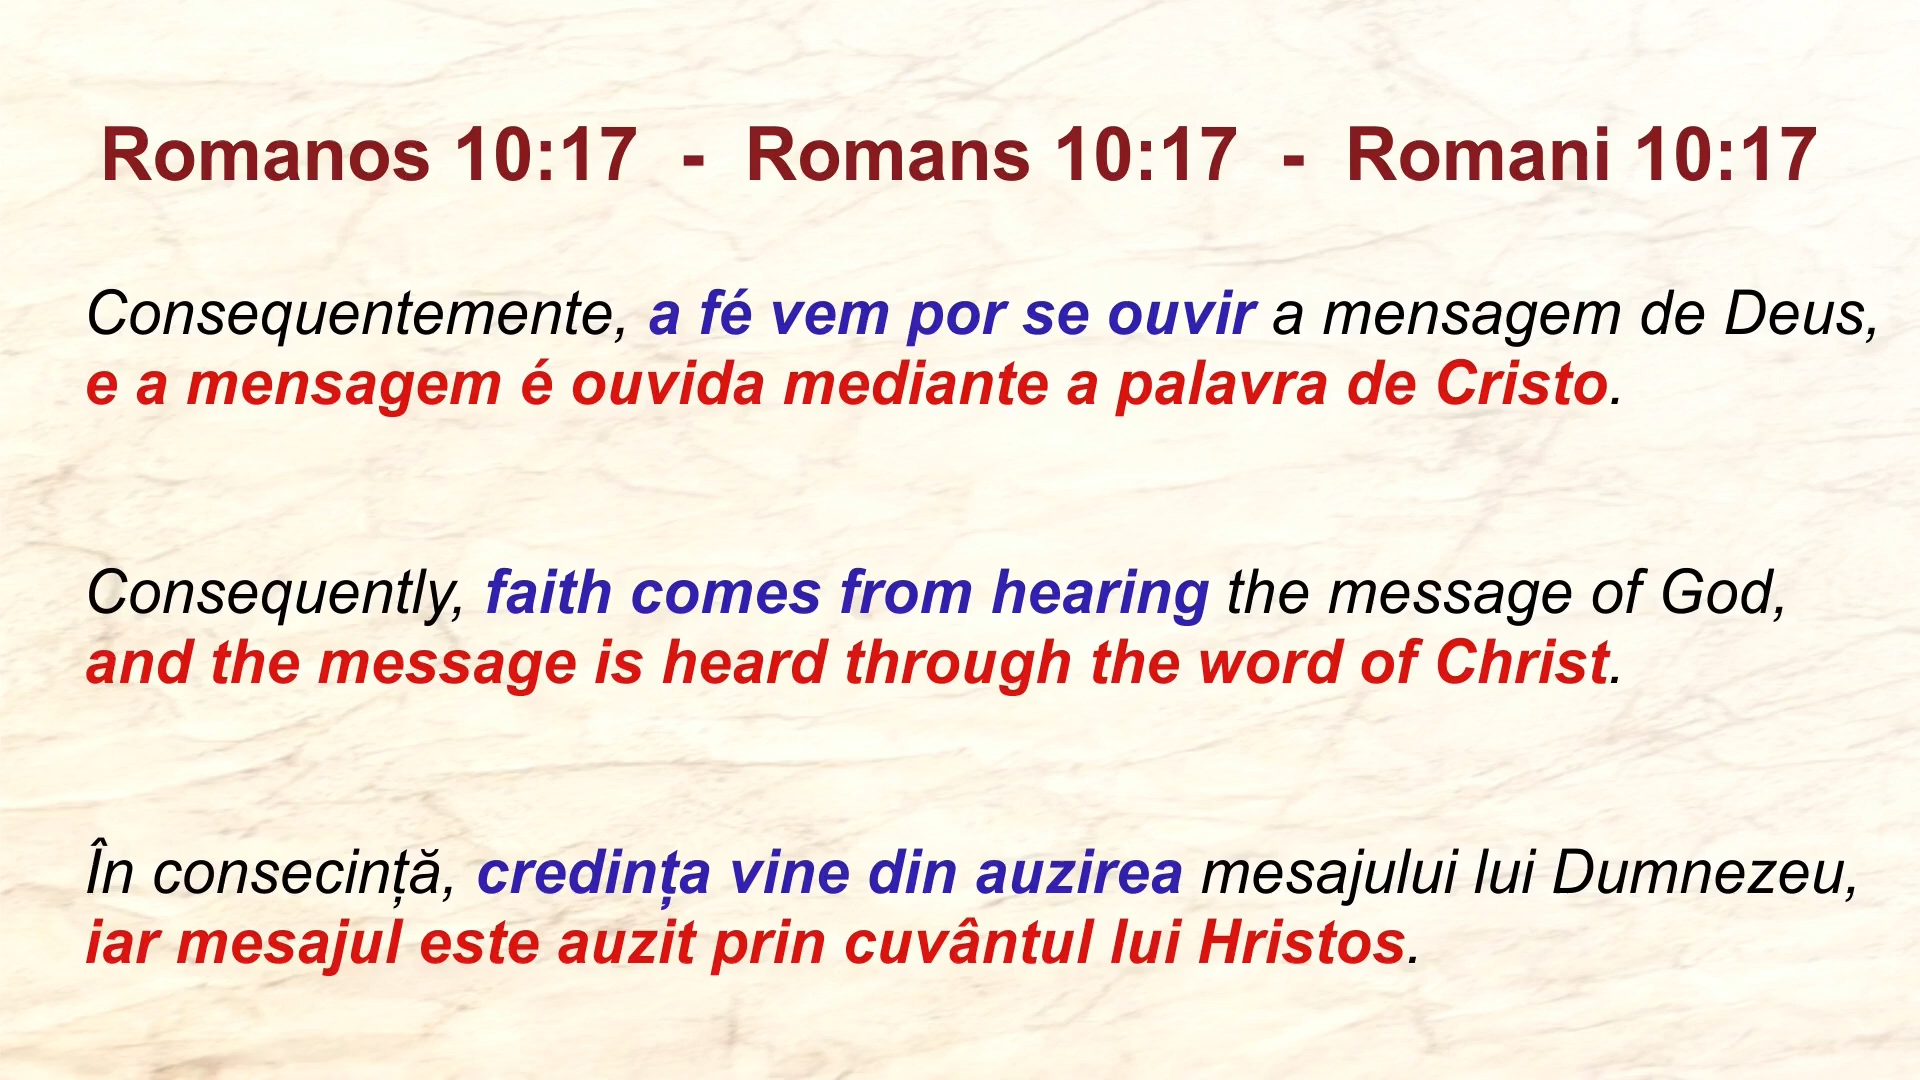 Romanos 10:17 - Romans 10:17 - Romani 10:17
Consequentemente, a fé vem por se ouvir a mensagem de Deus,
e a mensagem é ouvida mediante a palavra de Cristo.
Consequently, faith comes from hearing the message of God,
and the message is heard through the word of Christ.
În consecință, credința vine din auzirea mesajului lui Dumnezeu,
iar mesajul este auzit prin cuvântul lui Hristos.